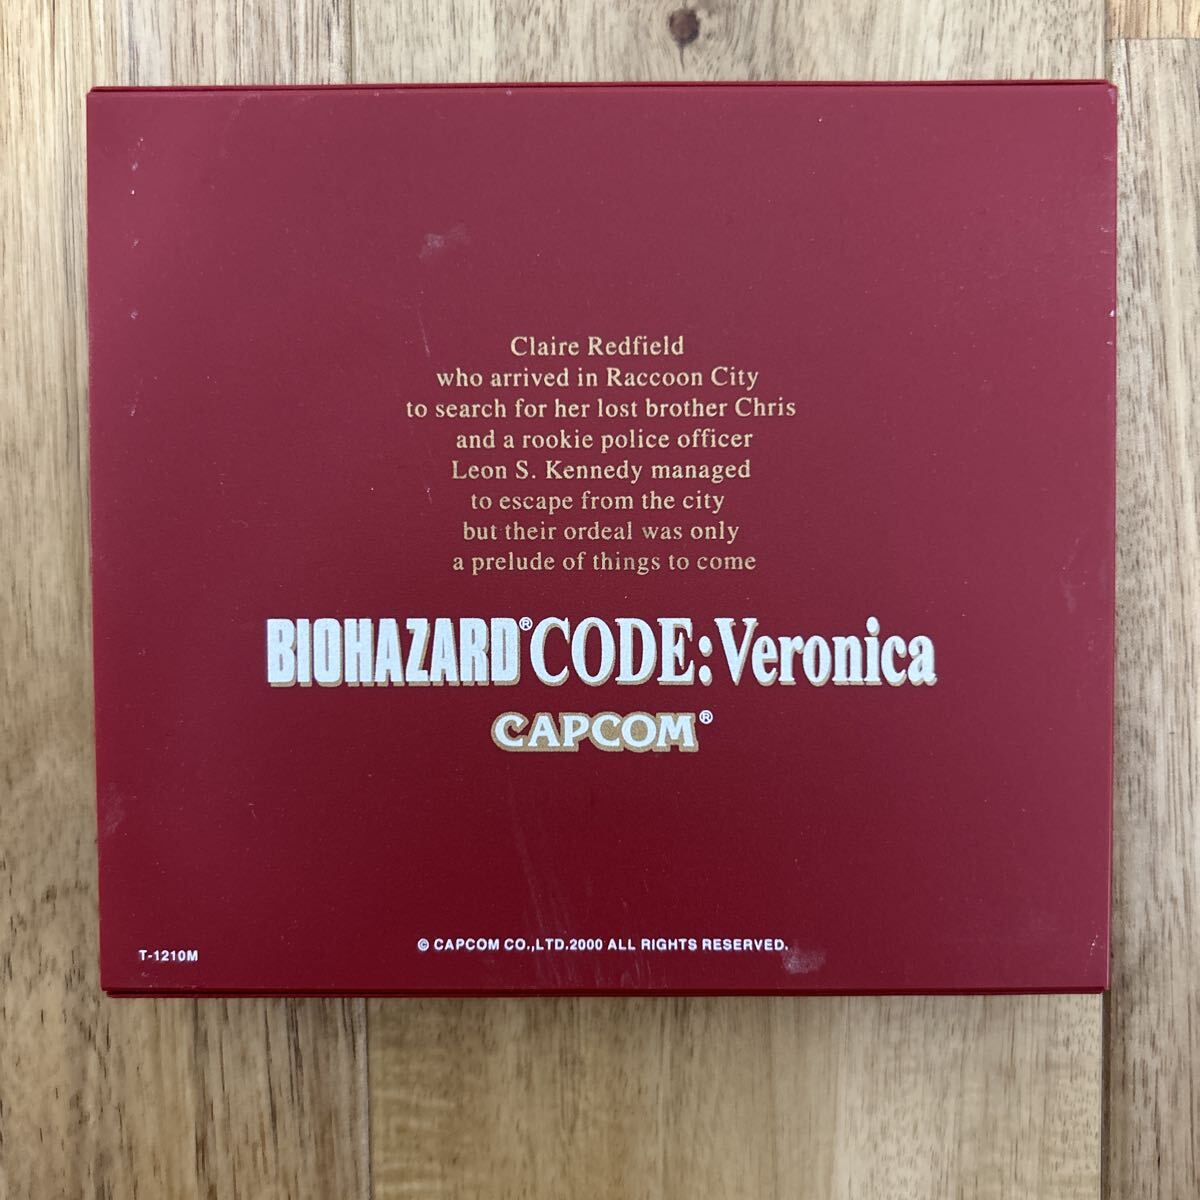 Claire Redfield
who arrived in Raccoon City
to search for her lost brother Chris
and a rookie police officer
Leon S. Kennedy managed
to escape from the city
but their ordeal was only
a prelude of things to come
BIOHAZARD® CODE:Veronica
CAPCOM®
T-1210M
© CAPCOM CO.,LTD.2000 ALL RIGHTS RESERVED.